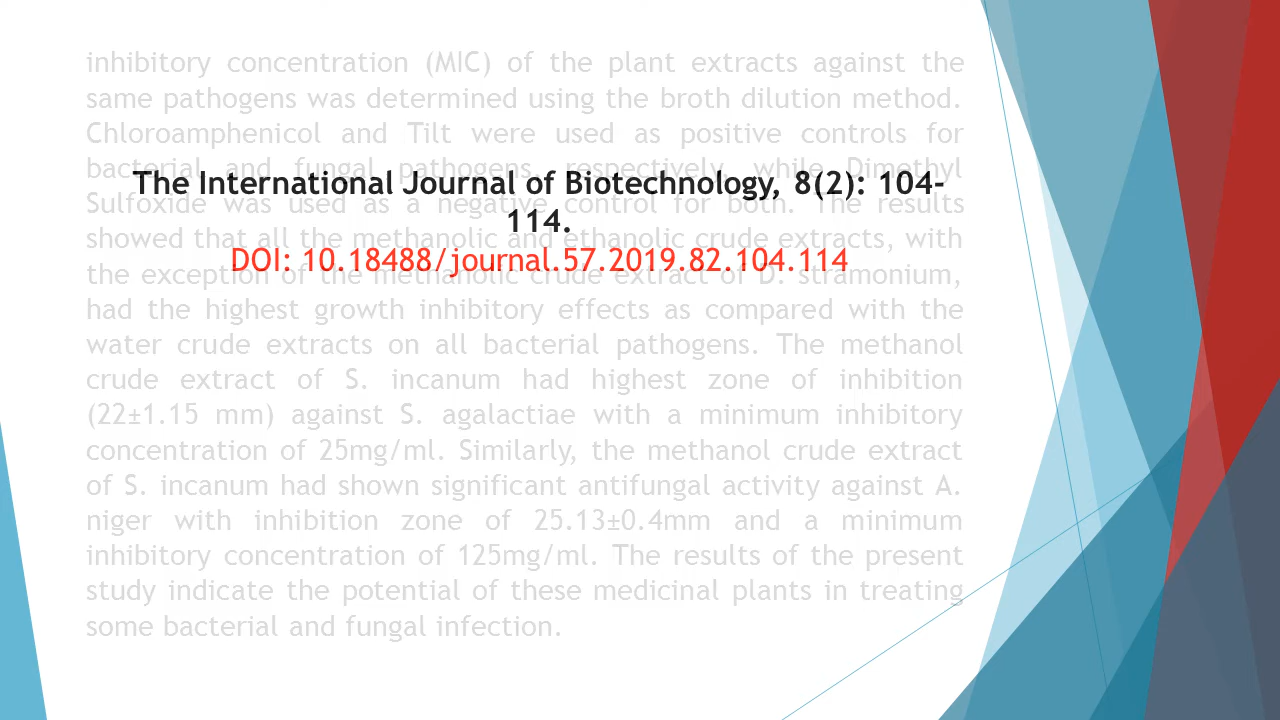 inhibitory concentration (MIC) of the plant extracts against the
same pathogens was determined using the broth dilution method.
Chloroamphenicol and Tilt were used as positive controls for
bacterial and fungal pathogens, respectively, while Dimethyl
The International Journal of Biotechnology, 8(2): 104-
Sulfoxide was used as a negative control for both. The results
114.
showed that all the methanolic and ethanolic crude extracts, with
DOI: 10.18488/journal.57.2019.82.104.114
the exception of the methanolic crude extract of D. stramonium,
had the highest growth inhibitory effects as compared with the
water crude extracts on all bacterial pathogens. The methanol
crude extract of S. incanum had highest zone of inhibition
(22±1.15 mm) against S. agalactiae with a minimum inhibitory
concentration of 25mg/ml. Similarly, the methanol crude extract
of S. incanum had shown significant antifungal activity against A.
niger with inhibition zone of 25.13±0.4mm and a minimum
inhibitory concentration of 125mg/ml. The results of the present
study indicate the potential of these medicinal plants in treating
some bacterial and fungal infection.